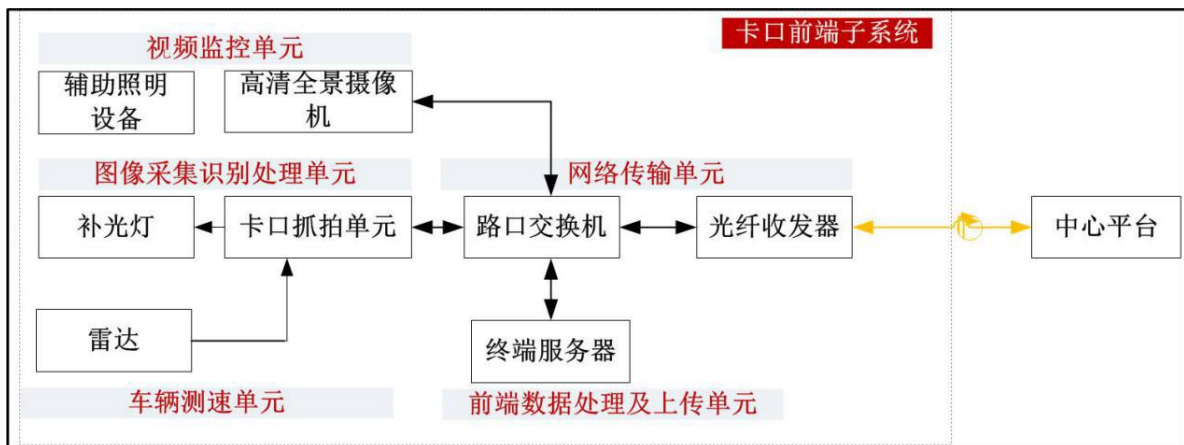 卡口前端子系统
视频监控单元
辅助照明
设备
高清全景摄像
机
图像采集识别处理单元
网络传输单元
补光灯
卡口抓拍单元
路口交换机
光纤收发器
中心平台
雷达
终端服务器
车辆测速单元
前端数据处理及上传单元